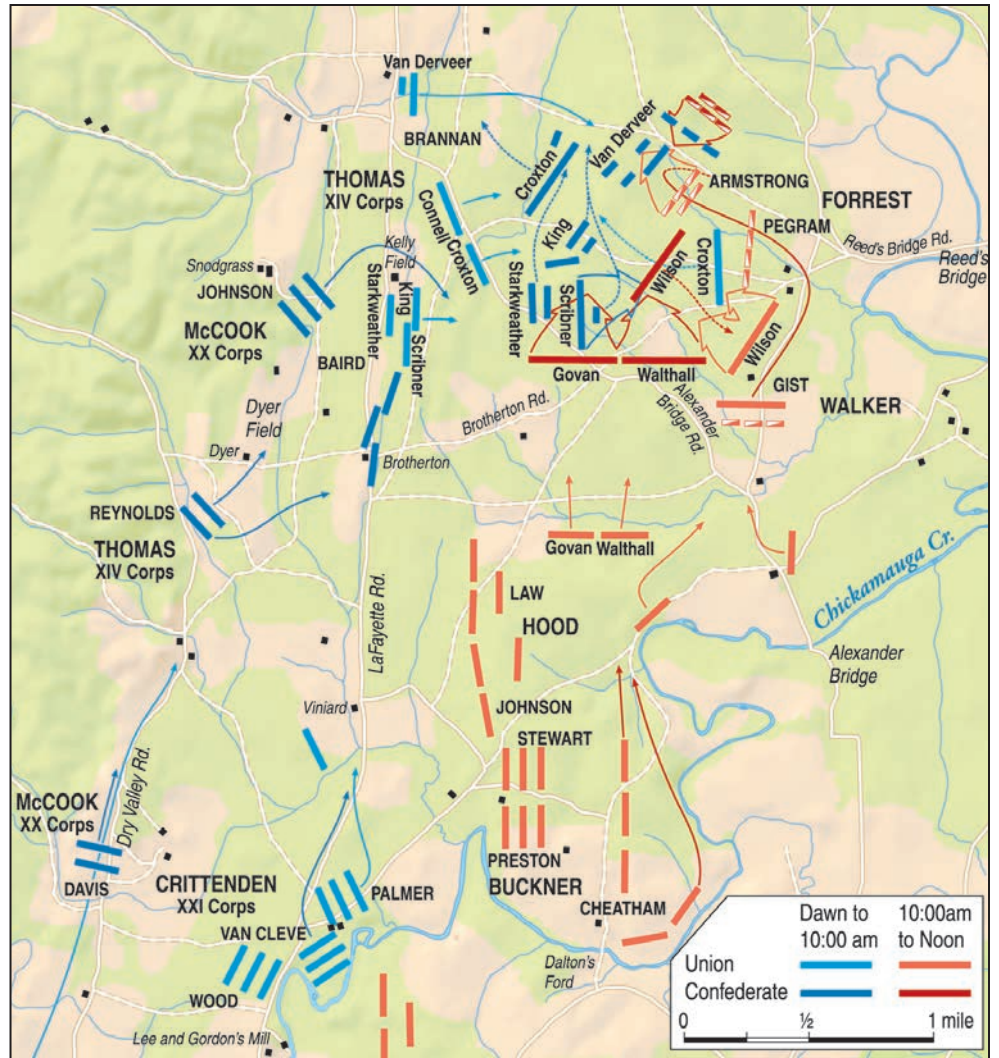 Van Derveer
BRANNAN
THOMAS
XIV Corps
Connell
Croxton
Croxton
Van Derveer
ARMSTRONG
FORREST
PEGRAM
Reed's Bridge Rd.
Reed's
Bridge
Kelly
Field
Snodgrass
JOHNSON
McCOOK
XX Corps
Starkweather
King
Scribner
BAIRD
King
Starkweather
Scribner
Wilson
Croxton
Wilson
Govan
Walthall
GIST
WALKER
Alexander
Bridge Rd.
Brotherton Rd.
Dyer
Field
Dyer
Brotherton
REYNOLDS
THOMAS
XIV Corps
LaFayette Rd.
Govan
Walthall
LAW
HOOD
Chickamauga Cr.
Alexander
Bridge
Viniard
JOHNSON
STEWART
McCOOK
XX Corps
Dry Valley Rd.
DAVIS
CRITTENDEN
XXI Corps
PALMER
VAN CLEVE
WOOD
Lee and Gordon's Mill
PRESTON
BUCKNER
CHEATHAM
Dalton's
Ford
Dawn to
10:00 am
10:00am
to Noon
Union
Confederate
0 ½ 1 mile